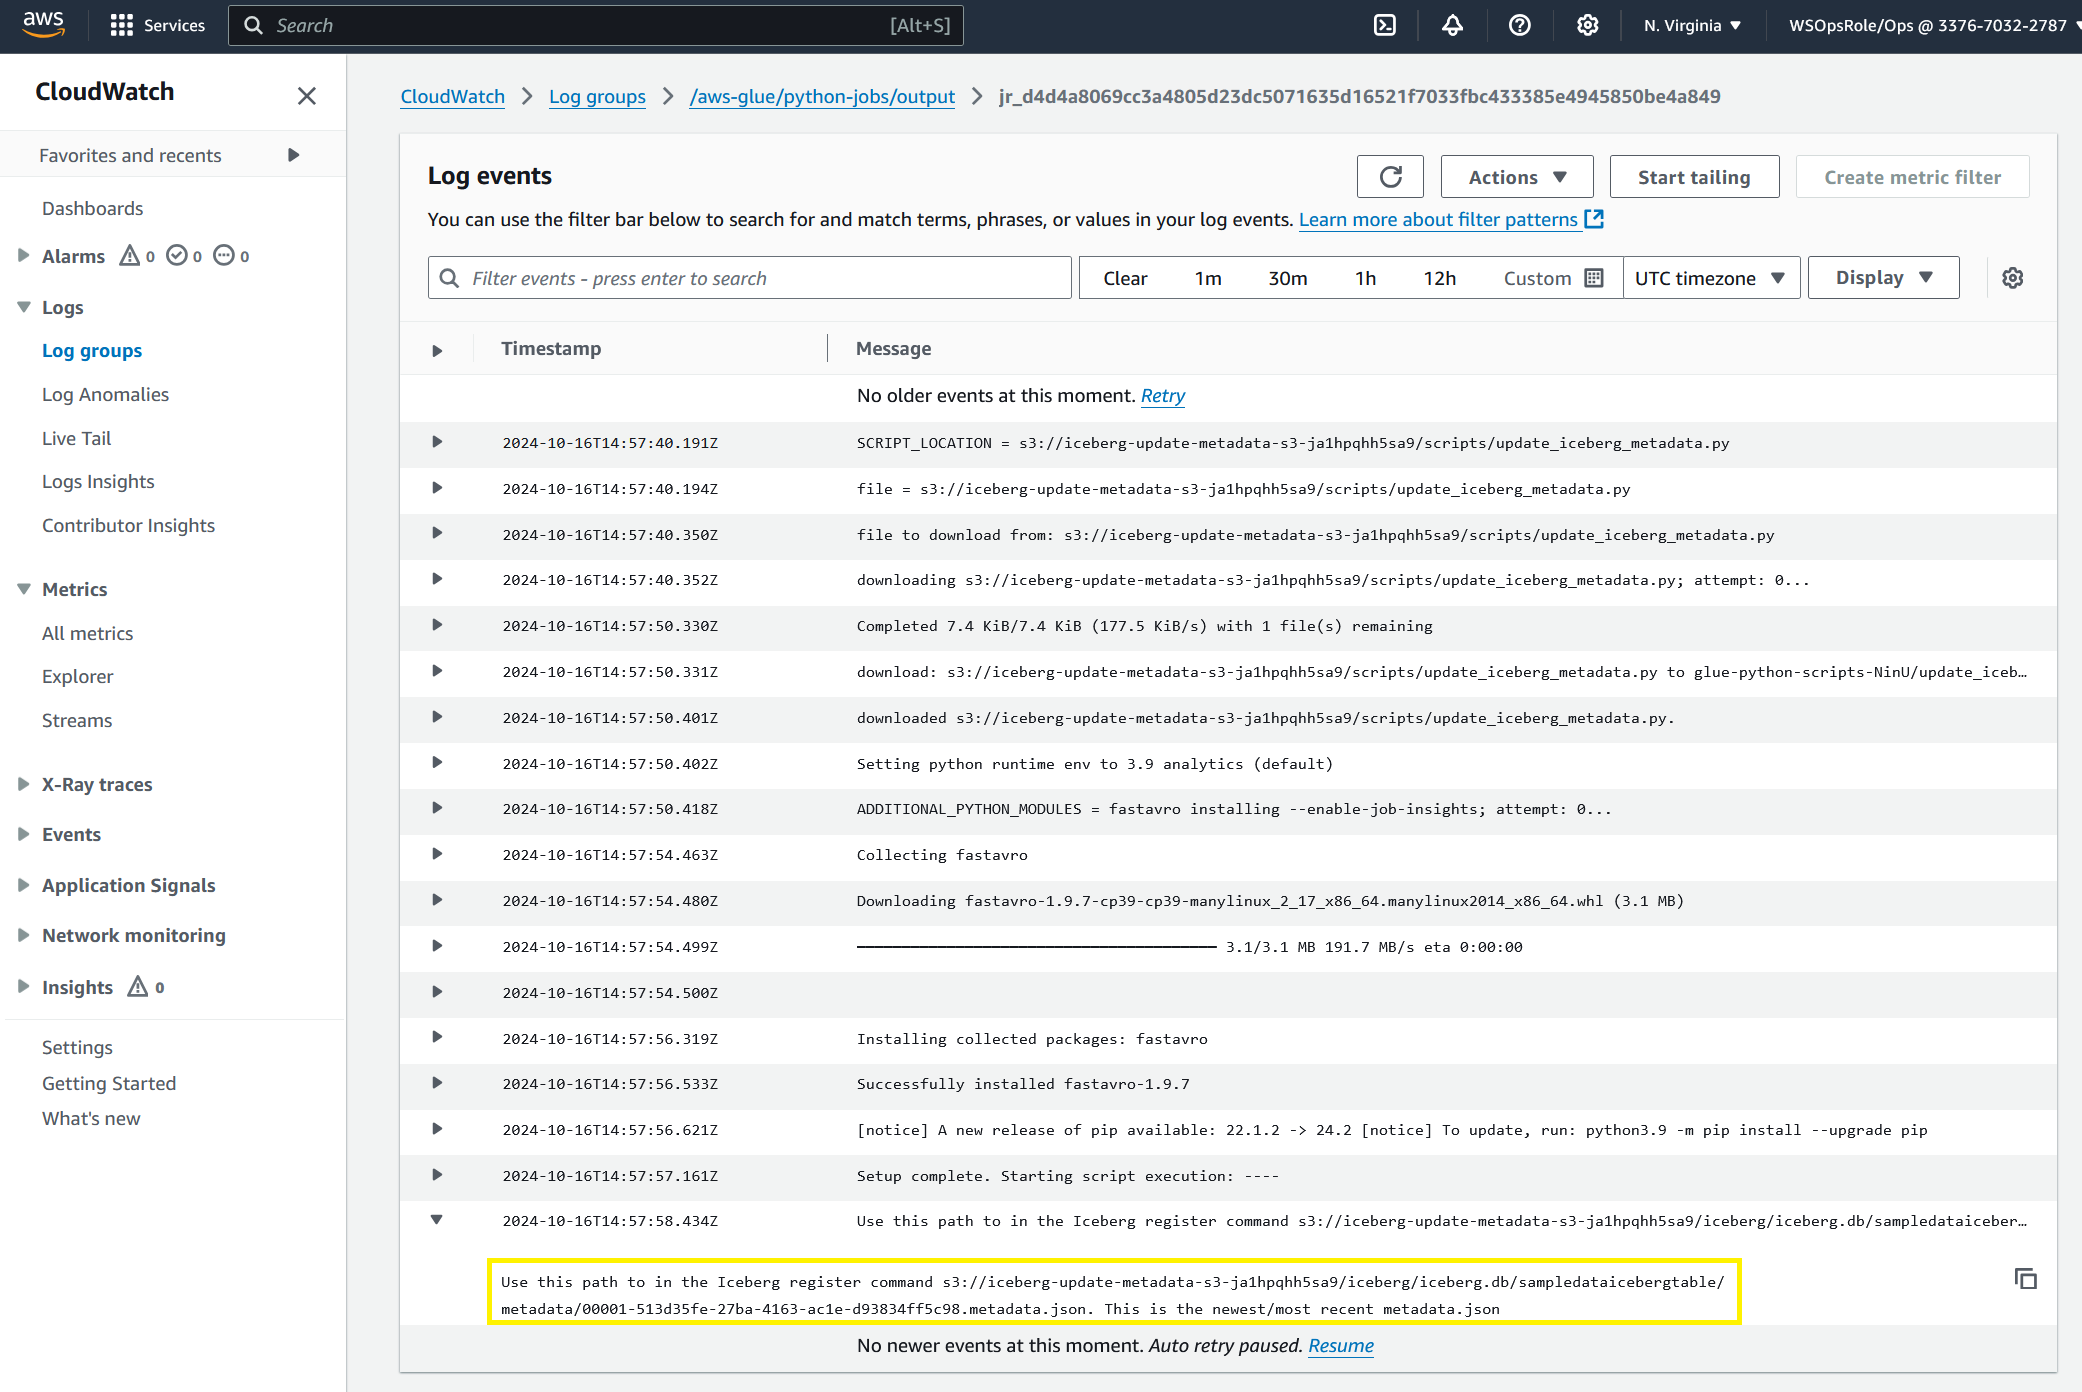 aws
Services
Search
[Alt+S]
N. Virginia
WSOpsRole/Ops @ 3376-7032-2787
CloudWatch
Favorites and recents
Dashboards
Alarms 0 0 0
Logs
Log groups
Log Anomalies
Live Tail
Logs Insights
Contributor Insights
Metrics
All metrics
Explorer
Streams
X-Ray traces
Events
Application Signals
Network monitoring
Insights 0
Settings
Getting Started
What's new
CloudWatch > Log groups > /aws-glue/python-jobs/output > jr_d4d4a8069cc3a4805d23dc5071635d16521f7033fbc433385e4945850be4a849
Log events
Actions
Start tailing
Create metric filter
You can use the filter bar below to search for and match terms, phrases, or values in your log events. Learn more about filter patterns
Filter events - press enter to search
Clear 1m 30m 1h 12h Custom UTC timezone Display
Timestamp Message
No older events at this moment. Retry
2024-10-16T14:57:40.191Z SCRIPT_LOCATION = s3://iceberg-update-metadata-s3-ja1hpqhh5sa9/scripts/update_iceberg_metadata.py
2024-10-16T14:57:40.194Z file = s3://iceberg-update-metadata-s3-ja1hpqhh5sa9/scripts/update_iceberg_metadata.py
2024-10-16T14:57:40.350Z file to download from: s3://iceberg-update-metadata-s3-ja1hpqhh5sa9/scripts/update_iceberg_metadata.py
2024-10-16T14:57:40.352Z downloading s3://iceberg-update-metadata-s3-ja1hpqhh5sa9/scripts/update_iceberg_metadata.py; attempt: 0...
2024-10-16T14:57:50.330Z Completed 7.4 KiB/7.4 KiB (177.5 KiB/s) with 1 file(s) remaining
2024-10-16T14:57:50.331Z download: s3://iceberg-update-metadata-s3-ja1hpqhh5sa9/scripts/update_iceberg_metadata.py to glue-python-scripts-NinU/update_iceb…
2024-10-16T14:57:50.401Z downloaded s3://iceberg-update-metadata-s3-ja1hpqhh5sa9/scripts/update_iceberg_metadata.py.
2024-10-16T14:57:50.402Z Setting python runtime env to 3.9 analytics (default)
2024-10-16T14:57:50.418Z ADDITIONAL_PYTHON_MODULES = fastavro installing --enable-job-insights; attempt: 0...
2024-10-16T14:57:54.463Z Collecting fastavro
2024-10-16T14:57:54.480Z Downloading fastavro-1.9.7-cp39-cp39-manylinux_2_17_x86_64.manylinux2014_x86_64.whl (3.1 MB)
2024-10-16T14:57:54.499Z ━━━━━━━━━━━━━━━━━━━━━━━━━━━━━━━━━━━━━━━━ 3.1/3.1 MB 191.7 MB/s eta 0:00:00
2024-10-16T14:57:54.500Z
2024-10-16T14:57:56.319Z Installing collected packages: fastavro
2024-10-16T14:57:56.533Z Successfully installed fastavro-1.9.7
2024-10-16T14:57:56.621Z [notice] A new release of pip available: 22.1.2 -> 24.2 [notice] To update, run: python3.9 -m pip install --upgrade pip
2024-10-16T14:57:57.161Z Setup complete. Starting script execution: ----
2024-10-16T14:57:58.434Z Use this path to in the Iceberg register command s3://iceberg-update-metadata-s3-ja1hpqhh5sa9/iceberg/iceberg.db/sampledataiceber…
Use this path to in the Iceberg register command s3://iceberg-update-metadata-s3-ja1hpqhh5sa9/iceberg/iceberg.db/sampledataicebergtable/
metadata/00001-513d35fe-27ba-4163-ac1e-d93834ff5c98.metadata.json. This is the newest/most recent metadata.json
No newer events at this moment. Auto retry paused. Resume